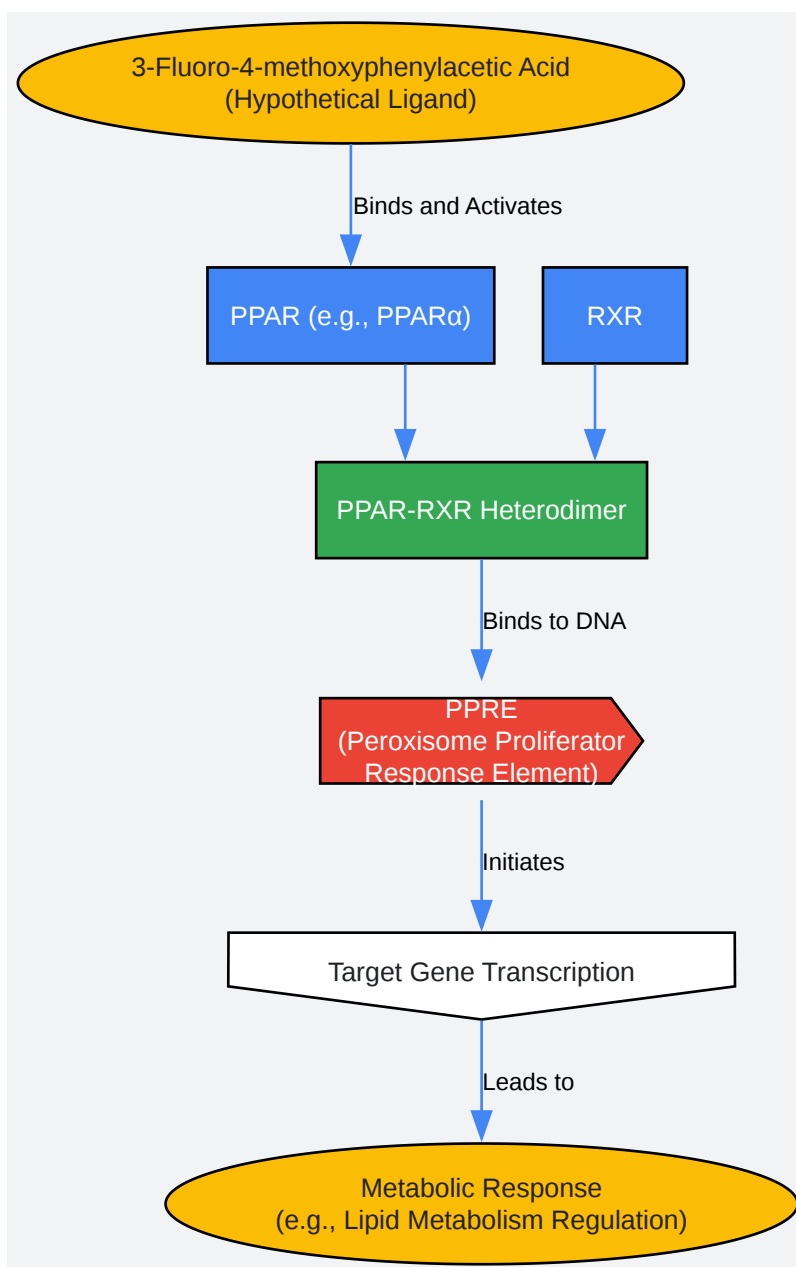 3-Fluoro-4-methoxyphenylacetic Acid
(Hypothetical Ligand)
Binds and Activates
PPAR (e.g., PPARα)
RXR
PPAR-RXR Heterodimer
Binds to DNA
PPRE
(Peroxisome Proliferator
Response Element)
Initiates
Target Gene Transcription
Leads to
Metabolic Response
(e.g., Lipid Metabolism Regulation)